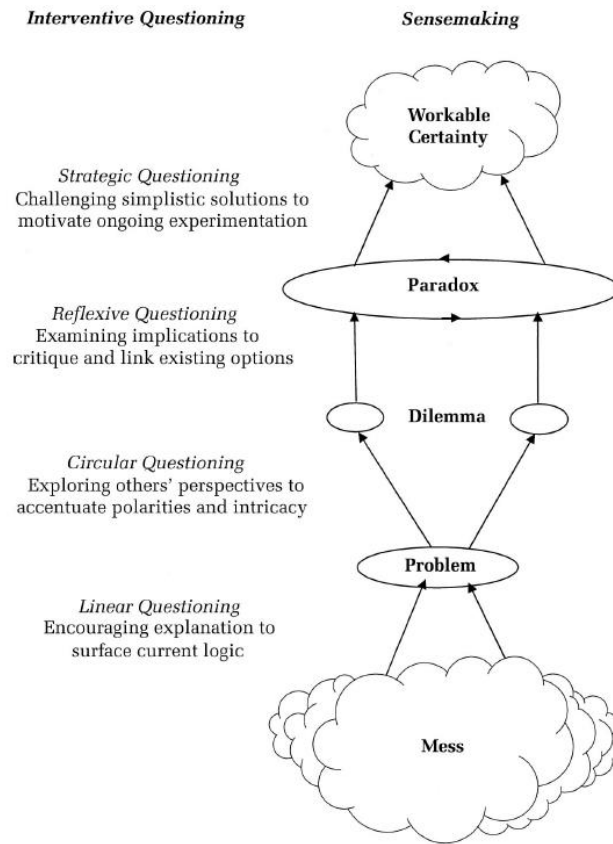 Interventive Questioning
Sensemaking
Workable
Certainty
Strategic Questioning
Challenging simplistic solutions to
motivate ongoing experimentation
Paradox
Reflexive Questioning
Examining implications to
critique and link existing options
Dilemma
Circular Questioning
Exploring others' perspectives to
accentuate polarities and intricacy
Problem
Linear Questioning
Encouraging explanation to
surface current logic
Mess